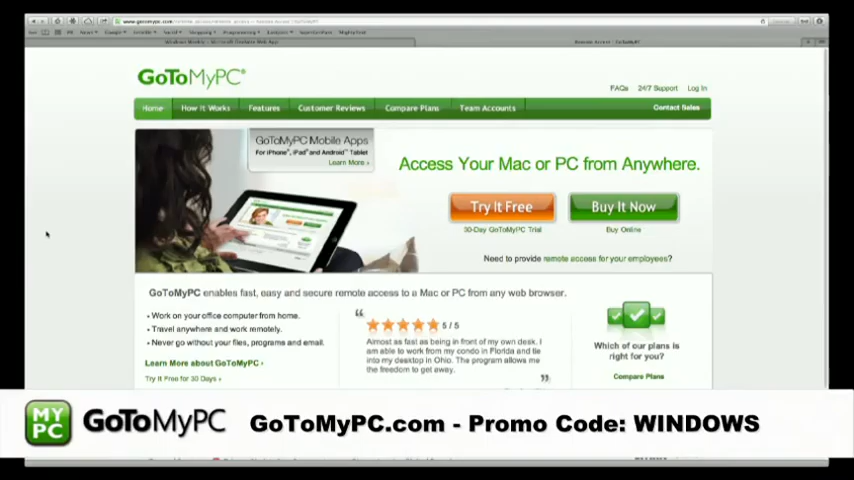 GoToMyPC®
FAQs 24/7 Support Log In
Home How It Works Features Customer Reviews Compare Plans Team Accounts Contact Sales
GoToMyPC Mobile Apps
For iPhone®, iPad® and Android™ Tablet
Learn More ›
Access Your Mac or PC from Anywhere.
Try It Free Buy It Now
30-Day GoToMyPC Trial Buy Online
Need to provide remote access for your employees?
GoToMyPC enables fast, easy and secure remote access to a Mac or PC from any web browser.
• Work on your office computer from home.
• Travel anywhere and work remotely.
• Never go without your files, programs and email.
Learn More about GoToMyPC ›
Try It Free for 30 Days ›
“ 5 / 5
Almost as fast as being in front of my own desk. I
am able to work from my condo in Florida and tie
into my desktop in Ohio. The program allows me
the freedom to get away.
”
Which of our plans is
right for you?
Compare Plans
MY
PC
GoToMyPC
GoToMyPC.com - Promo Code: WINDOWS